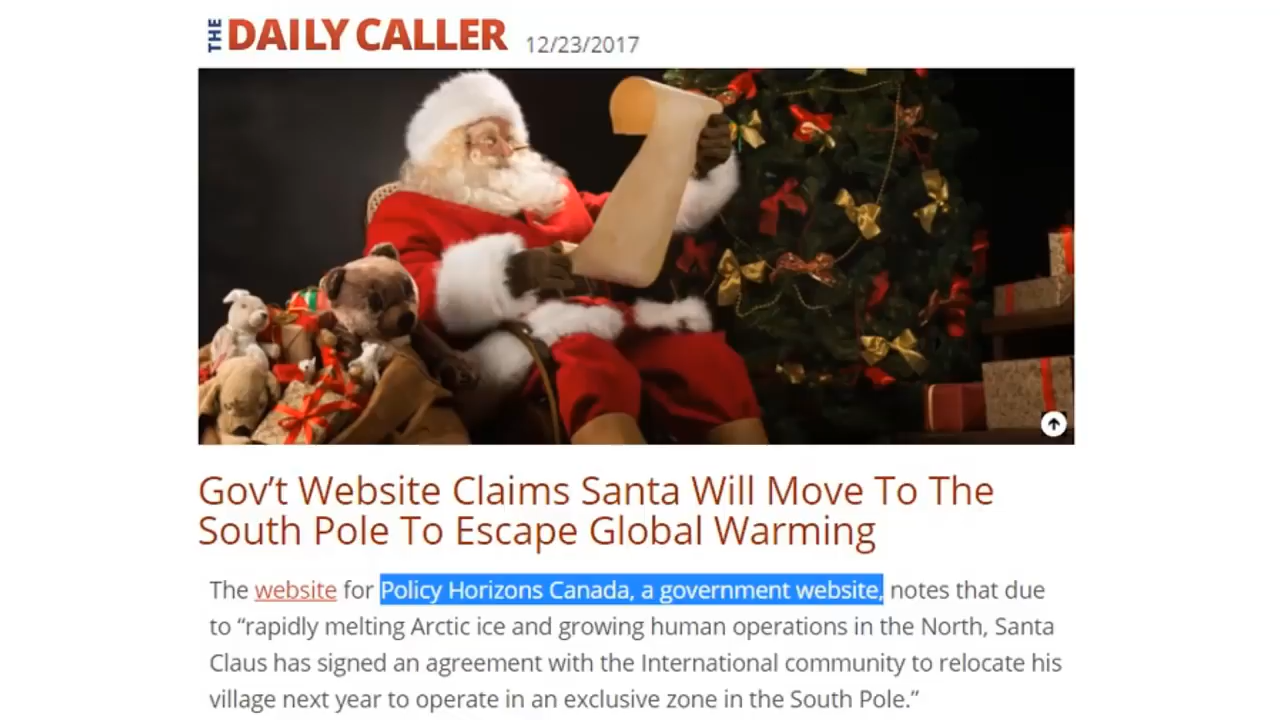 THE DAILY CALLER 12/23/2017
Gov’t Website Claims Santa Will Move To The
South Pole To Escape Global Warming
The website for Policy Horizons Canada, a government website, notes that due
to “rapidly melting Arctic ice and growing human operations in the North, Santa
Claus has signed an agreement with the International community to relocate his
village next year to operate in an exclusive zone in the South Pole.”